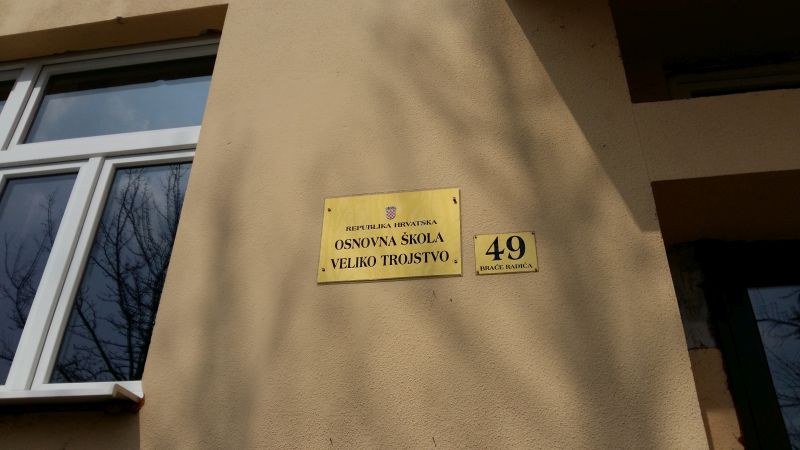 REPUBLIKA HRVATSKA
OSNOVNA ŠKOLA
VELIKO TROJSTVO
49
BRAĆE RADIĆA